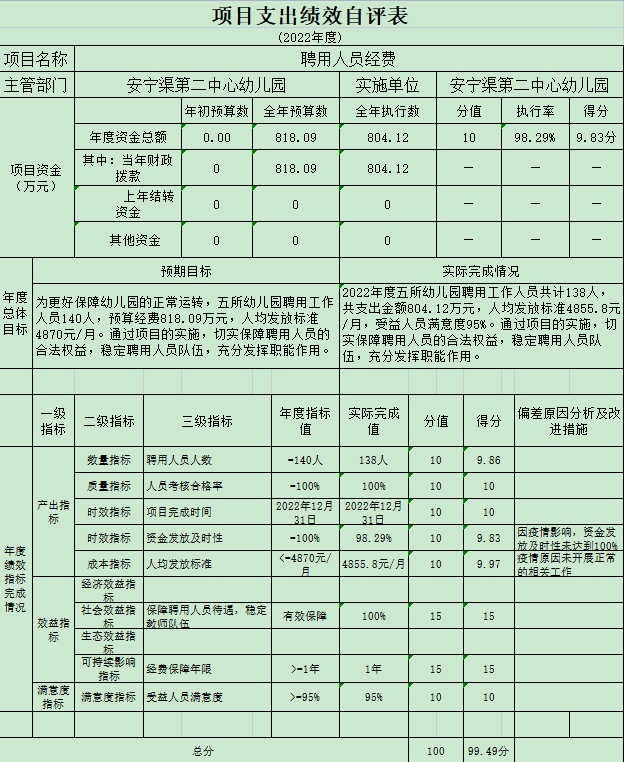 项目支出绩效自评表
(2022年度)
项目名称 聘用人员经费
主管部门 安宁渠第二中心幼儿园 实施单位 安宁渠第二中心幼儿园
项目资金
（万元）
年初预算数 全年预算数 全年执行数 分值 执行率 得分
年度资金总额 0.00 818.09 804.12 10 98.29% 9.83分
其中：当年财政
拨款 0 818.09 804.12 — — —
上年结转
资金 0 0 0 — — —
其他资金 0 0 0 — — —
年度
总体
目标
预期目标 实际完成情况
为更好保障幼儿园的正常运转，五所幼儿园聘用工作
人员140人，预算经费818.09万元，人均发放标准
4870元/月。通过项目的实施，切实保障聘用人员的
合法权益，稳定聘用人员队伍，充分发挥职能作用。
2022年度五所幼儿园聘用工作人员共计138人，
共支出金额804.12万元，人均发放标准4855.8元
/月，受益人员满意度95%。通过项目的实施，切
实保障聘用人员的合法权益，稳定聘用人员队
伍，充分发挥职能作用。
年度
绩效
指标
完成
情况
一级
指标
二级指标 三级指标
年度指标
值
实际完成
值
分值 得分
偏差原因分析及改
进措施
产出指
标
数量指标 聘用人员人数 =140人 138人 10 9.86
质量指标 人员考核合格率 =100% 100% 10 10
时效指标 项目完成时间
2022年12月
31日
2022年12月
31日
10 10
时效指标 资金发放及时性 =100% 98.29% 10 9.83
因疫情影响，资金发
放及时性未达到100%
成本指标 人均发放标准
<=4870元/
月
4855.8元/月 10 9.97
疫情原因未开展正常
的相关工作
效益指
标
经济效益指
标
社会效益指
标
保障聘用人员待遇，稳定
教师队伍
有效保障 100% 15 15
生态效益指
标
可持续影响
指标
经费保障年限 >=1年 1年 15 15
满意度
指标
满意度指标 受益人员满意度 >=95% 95% 10 10
总分 100 99.49分